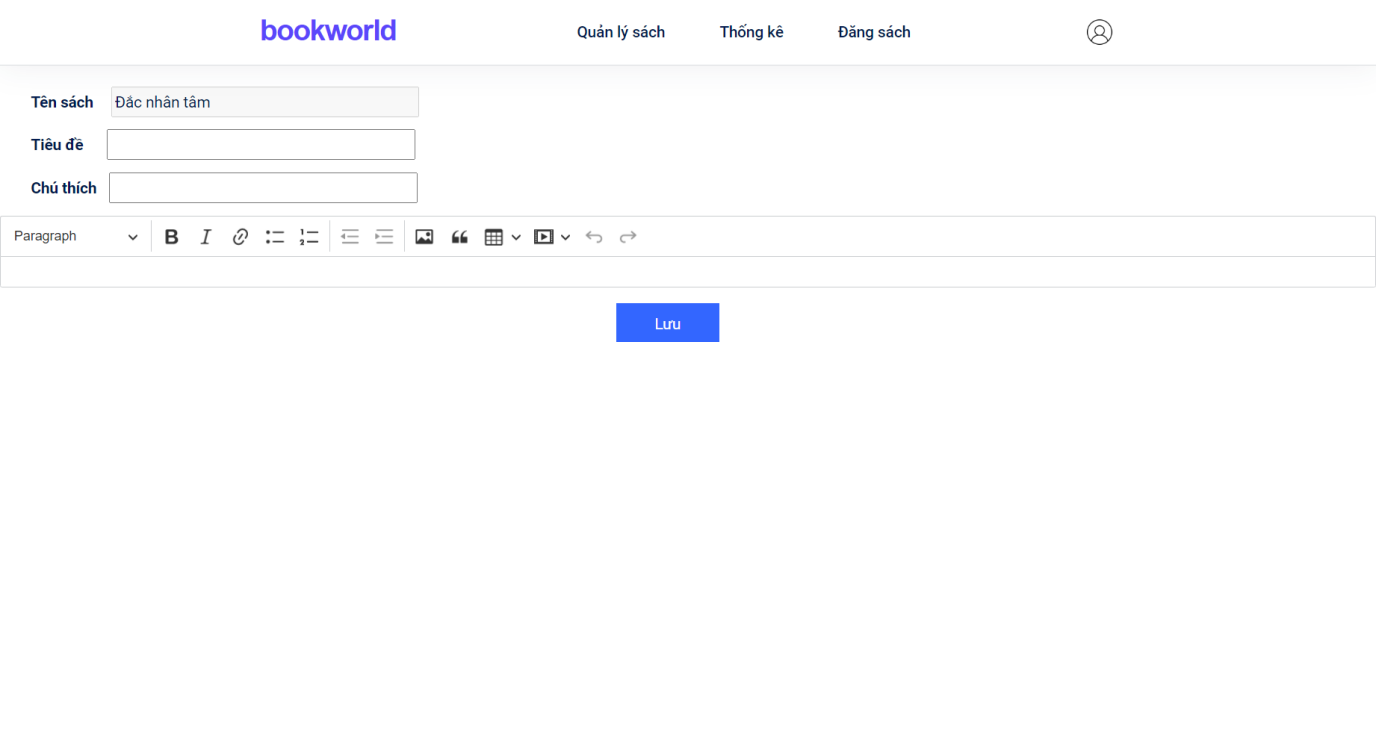 bookworld Quản lý sách Thống kê Đăng sách
Tên sách Đắc nhân tâm
Tiêu đề
Chú thích
Paragraph
Lưu